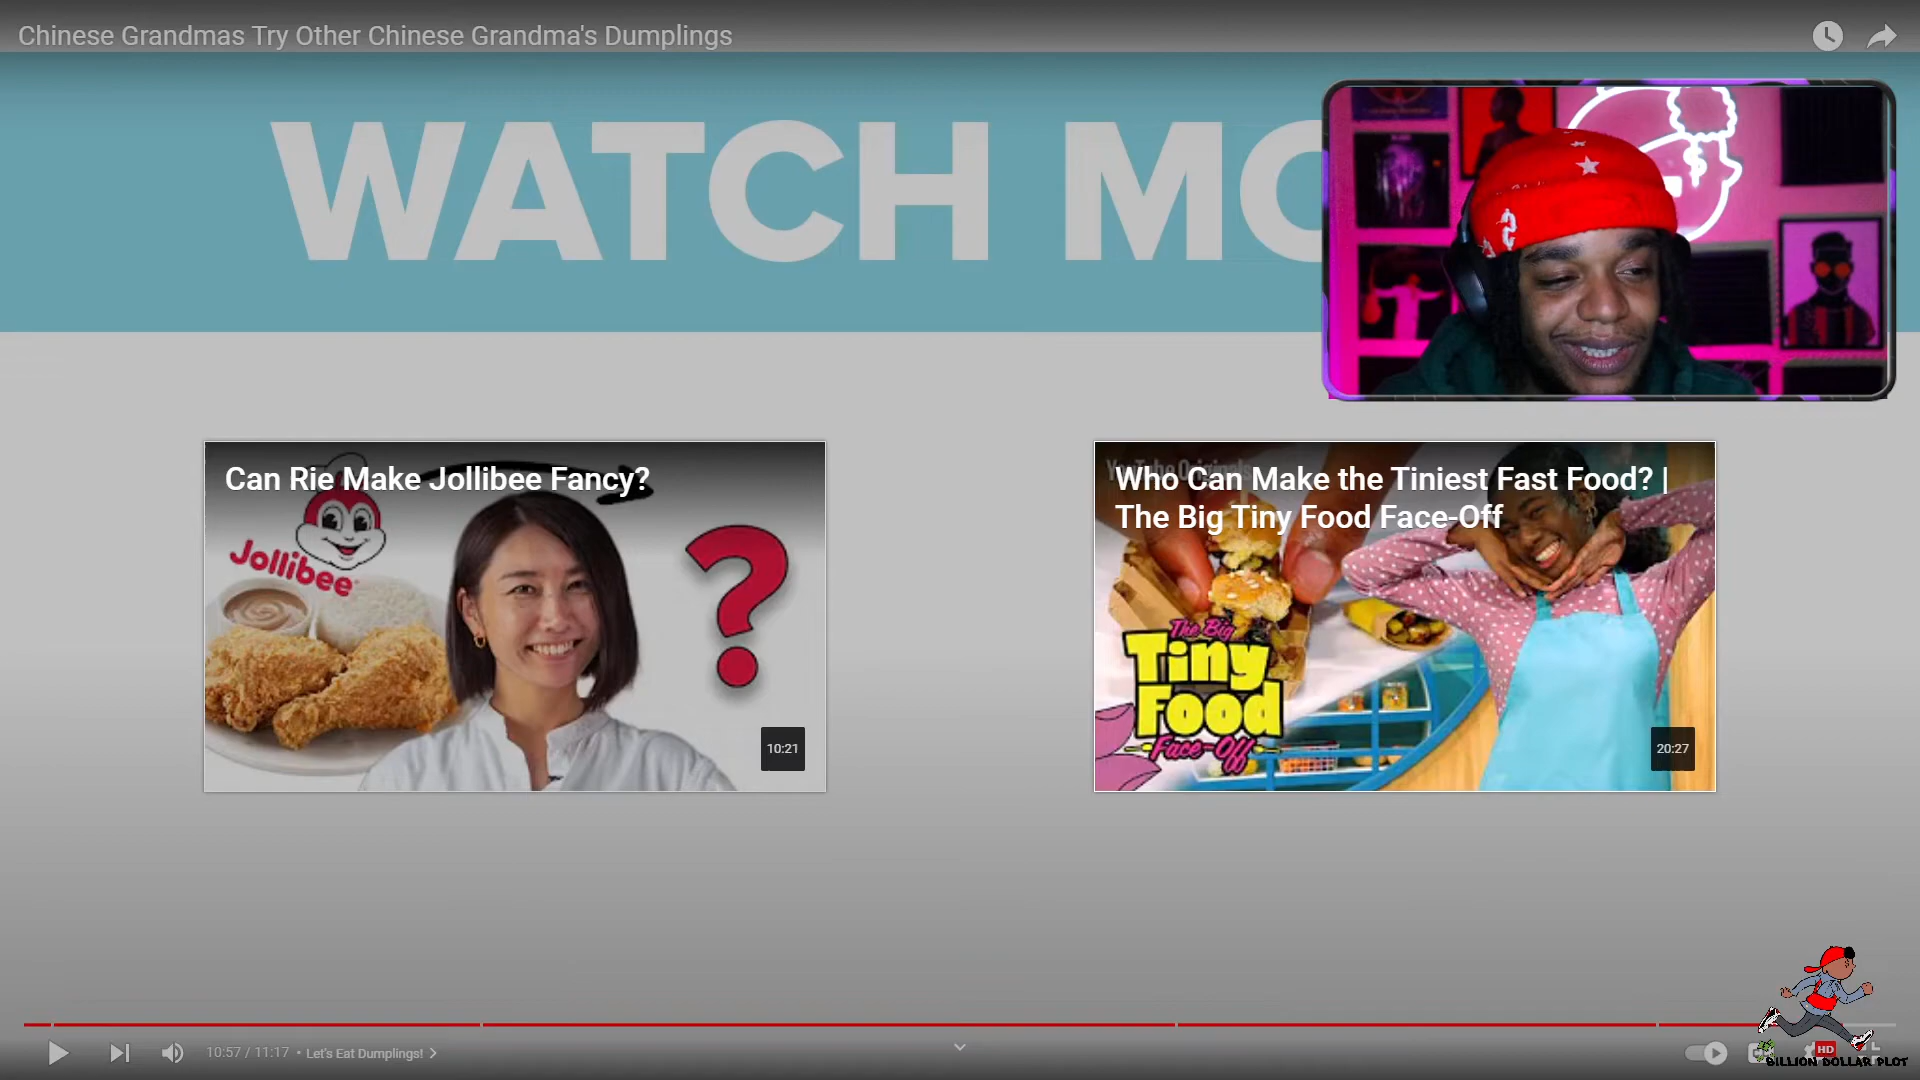 Chinese Grandmas Try Other Chinese Grandma's Dumplings
WATCH MO
Can Rie Make Jollibee Fancy?
Jollibee
10:21
YouTube Originals
Who Can Make the Tiniest Fast Food? |
The Big Tiny Food Face-Off
The Big
Tiny
Food
Face-Off
20:27
10:57 / 11:17 • Let's Eat Dumplings!
HD
BILLION DOLLAR PLOT